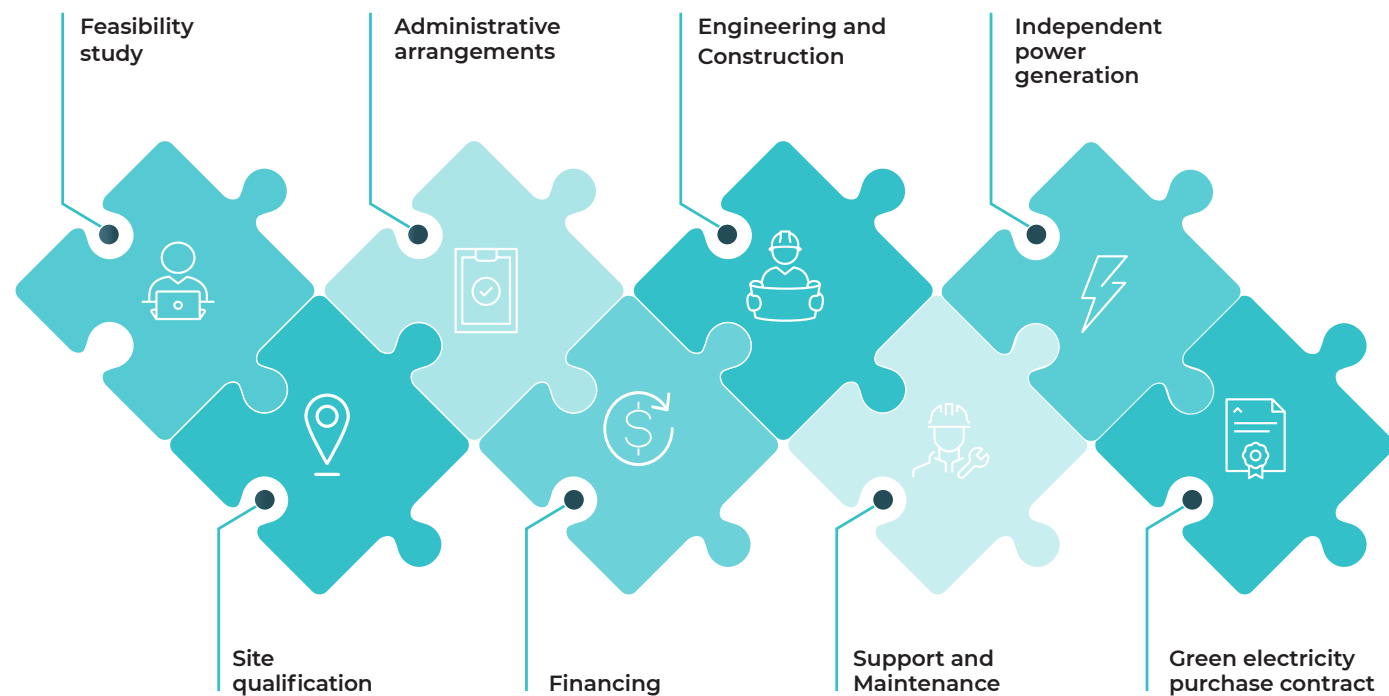 Feasibility
study
Administrative
arrangements
Engineering and
Construction
Independent
power
generation
Site
qualification
Financing
Support and
Maintenance
Green electricity
purchase contract